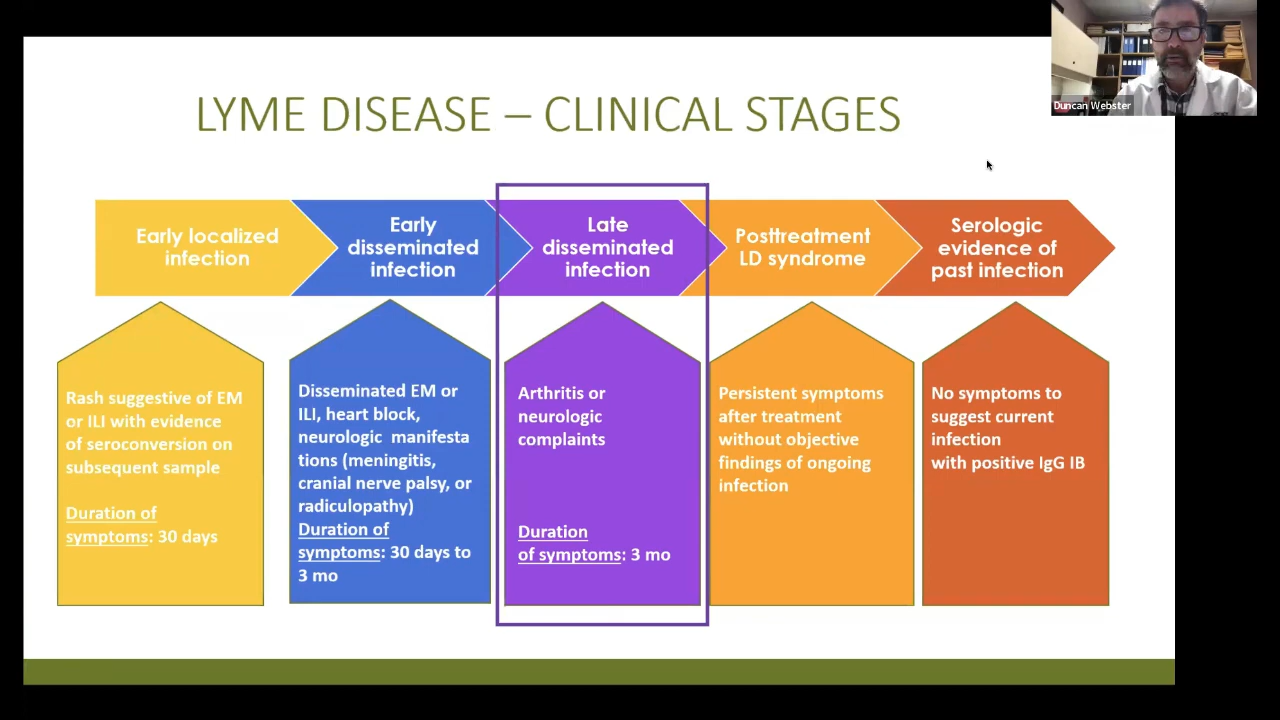 Duncan Webster
LYME DISEASE – CLINICAL STAGES
Early localized
infection
Early
disseminated
infection
Late
disseminated
infection
Posttreatment
LD syndrome
Serologic
evidence of
past infection
Rash suggestive of EM
or ILI with evidence
of seroconversion on
subsequent sample
Duration of
symptoms: 30 days
Disseminated EM or
ILI, heart block,
neurologic manifesta
tions (meningitis,
cranial nerve palsy, or
radiculopathy)
Duration of
symptoms: 30 days to
3 mo
Arthritis or
neurologic
complaints
Duration
of symptoms: 3 mo
Persistent symptoms
after treatment
without objective
findings of ongoing
infection
No symptoms to
suggest current
infection
with positive IgG IB